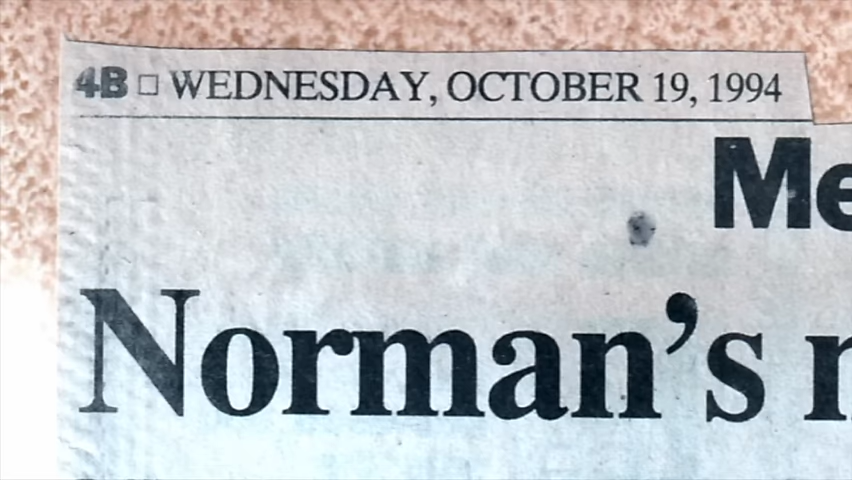 4B □ WEDNESDAY, OCTOBER 19, 1994
Norman's